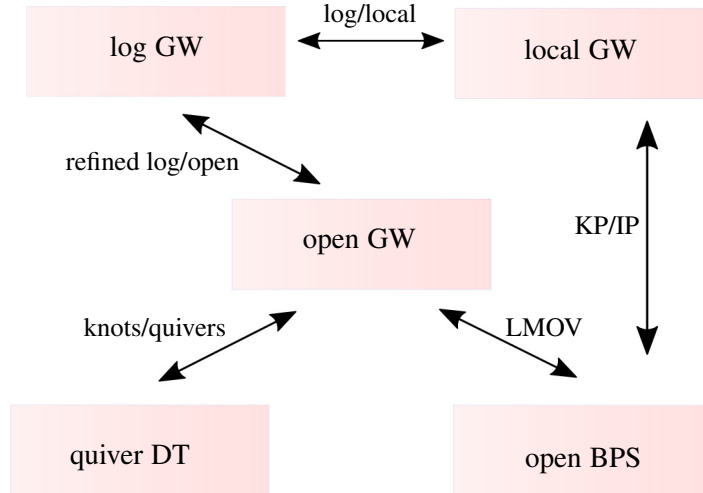 log/local
log GW
local GW
refined log/open
open GW
KP/IP
knots/quivers
LMOV
quiver DT
open BPS